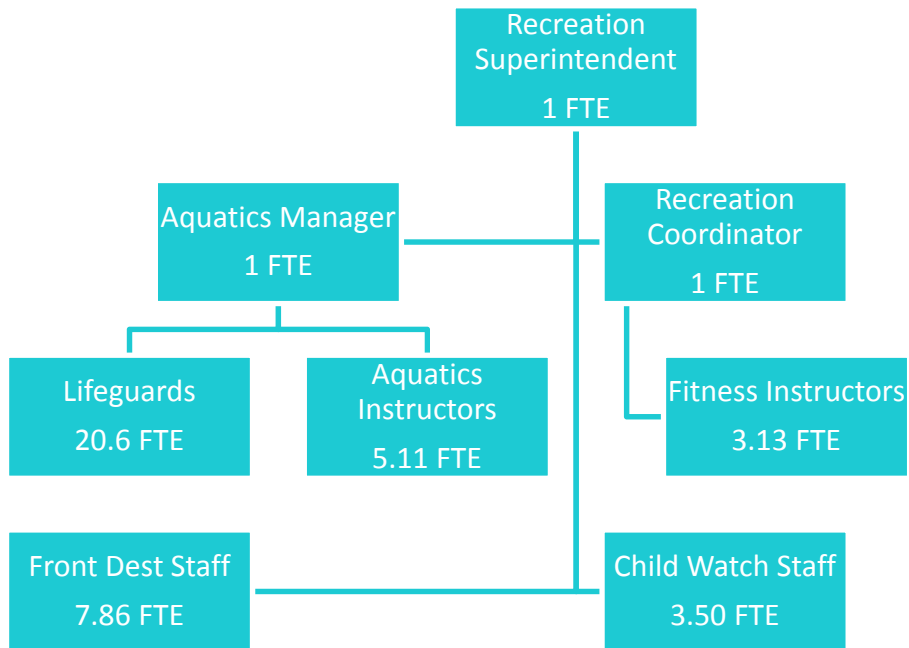 Recreation
Superintendent
1 FTE
Aquatics Manager
1 FTE
Recreation
Coordinator
1 FTE
Lifeguards
20.6 FTE
Aquatics
Instructors
5.11 FTE
Fitness Instructors
3.13 FTE
Front Dest Staff
7.86 FTE
Child Watch Staff
3.50 FTE